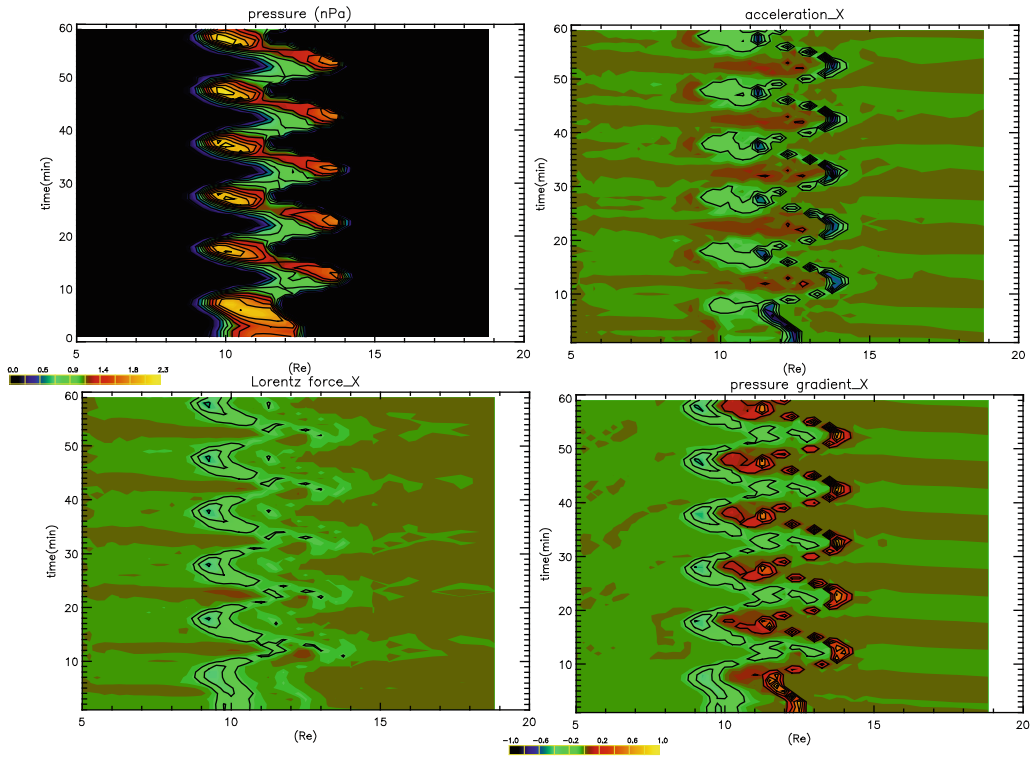 pressure (nPa)
60
50
40
30
20
10
0
time(min)
5 10 15 20
(Re)
0.0 0.5 0.9 1.4 1.8 2.3
acceleration_X
60
50
40
30
20
10
time(min)
5 10 15 20
(Re)
Lorentz force_X
60
50
40
30
20
10
time(min)
5 10 15 20
(Re)
pressure gradient_X
60
50
40
30
20
10
time(min)
5 10 15 20
(Re)
-1.0 -0.6 -0.2 0.2 0.6 1.0